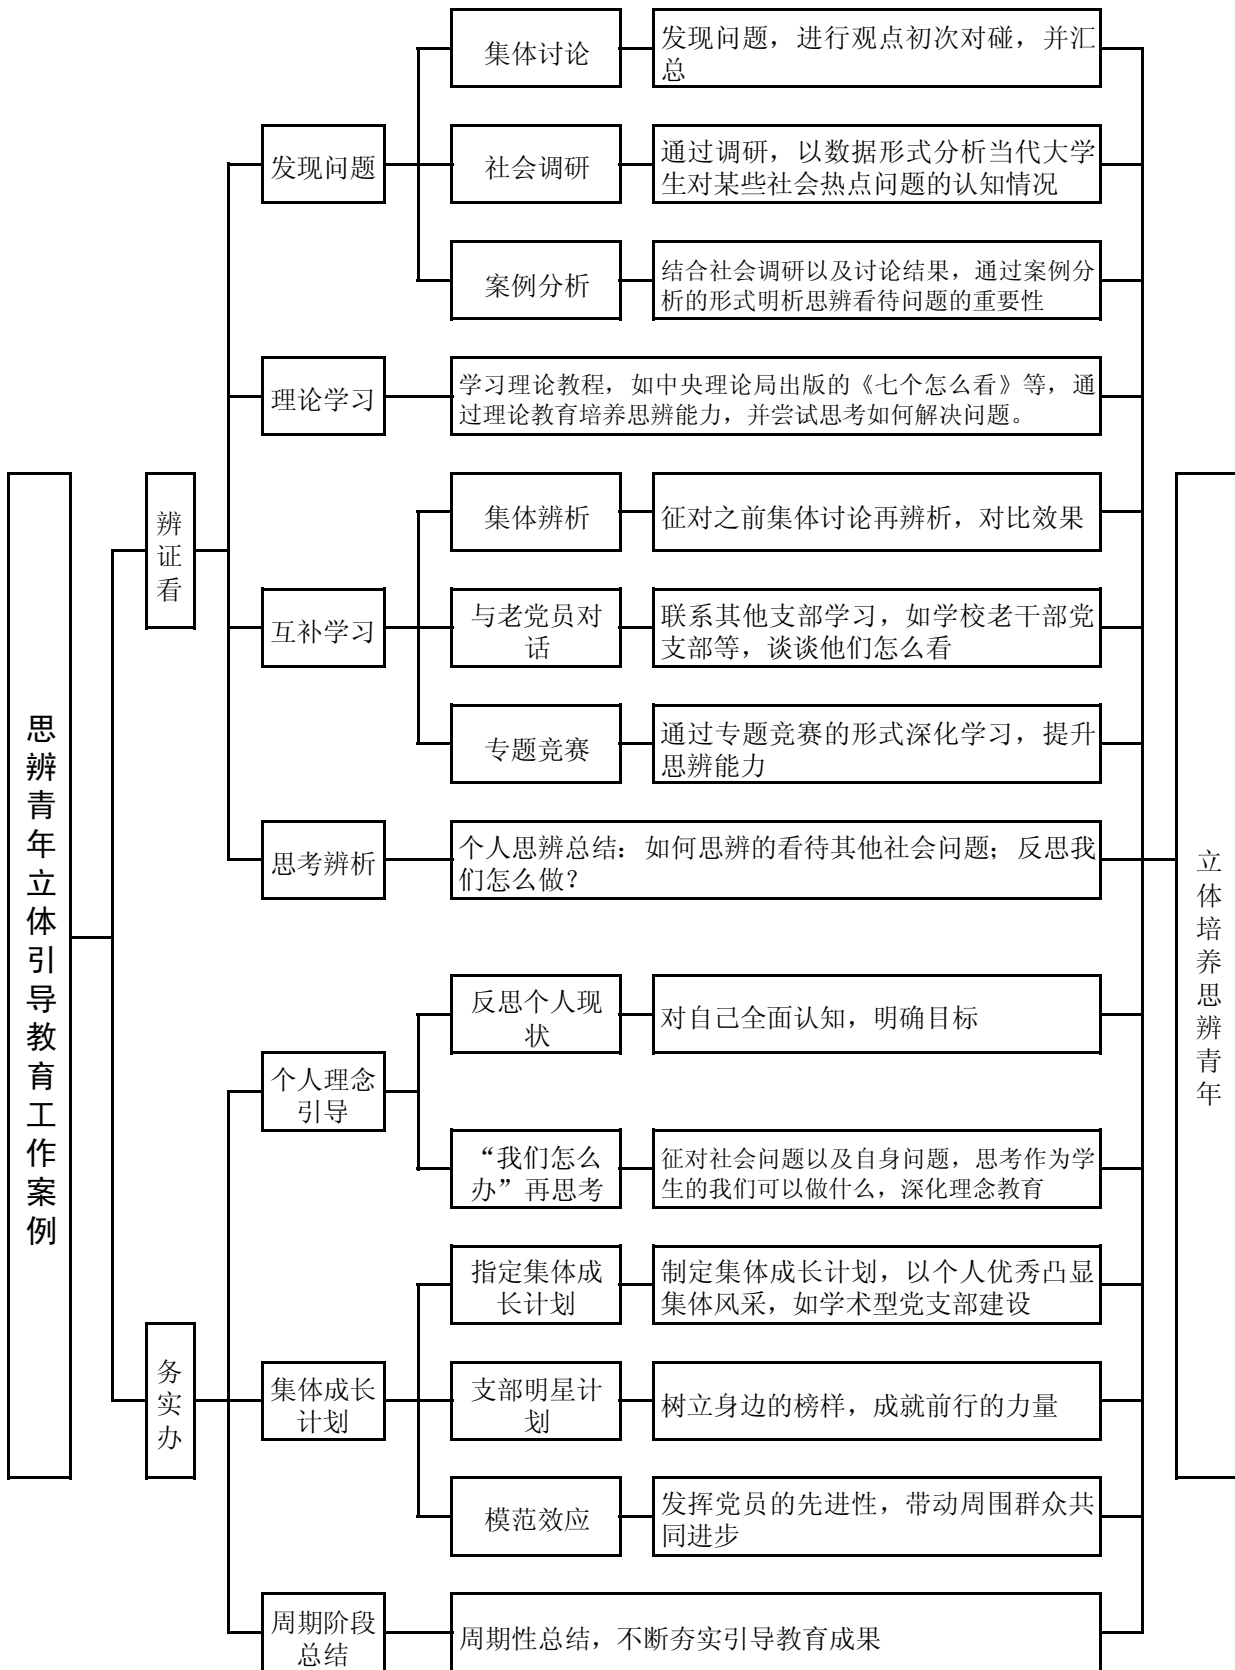 思辨青年立体引导教育工作案例
辨证看
发现问题
集体讨论
发现问题，进行观点初次对碰，并汇
总
社会调研
通过调研，以数据形式分析当代大学
生对某些社会热点问题的认知情况
案例分析
结合社会调研以及讨论结果，通过案例分
析的形式明析思辨看待问题的重要性
理论学习
学习理论教程，如中央理论局出版的《七个怎么看》等，通
过理论教育培养思辨能力，并尝试思考如何解决问题。
互补学习
集体辨析
征对之前集体讨论再辨析，对比效果
与老党员对
话
联系其他支部学习，如学校老干部党
支部等，谈谈他们怎么看
专题竞赛
通过专题竞赛的形式深化学习，提升
思辨能力
思考辨析
个人思辨总结：如何思辨的看待其他社会问题；反思我
们怎么做？
务实办
个人理念
引导
反思个人现
状
对自己全面认知，明确目标
“我们怎么
办”再思考
征对社会问题以及自身问题，思考作为学
生的我们可以做什么，深化理念教育
集体成长
计划
指定集体成
长计划
制定集体成长计划，以个人优秀凸显
集体风采，如学术型党支部建设
支部明星计
划
树立身边的榜样，成就前行的力量
模范效应
发挥党员的先进性，带动周围群众共
同进步
周期阶段
总结
周期性总结，不断夯实引导教育成果
立体培养思辨青年